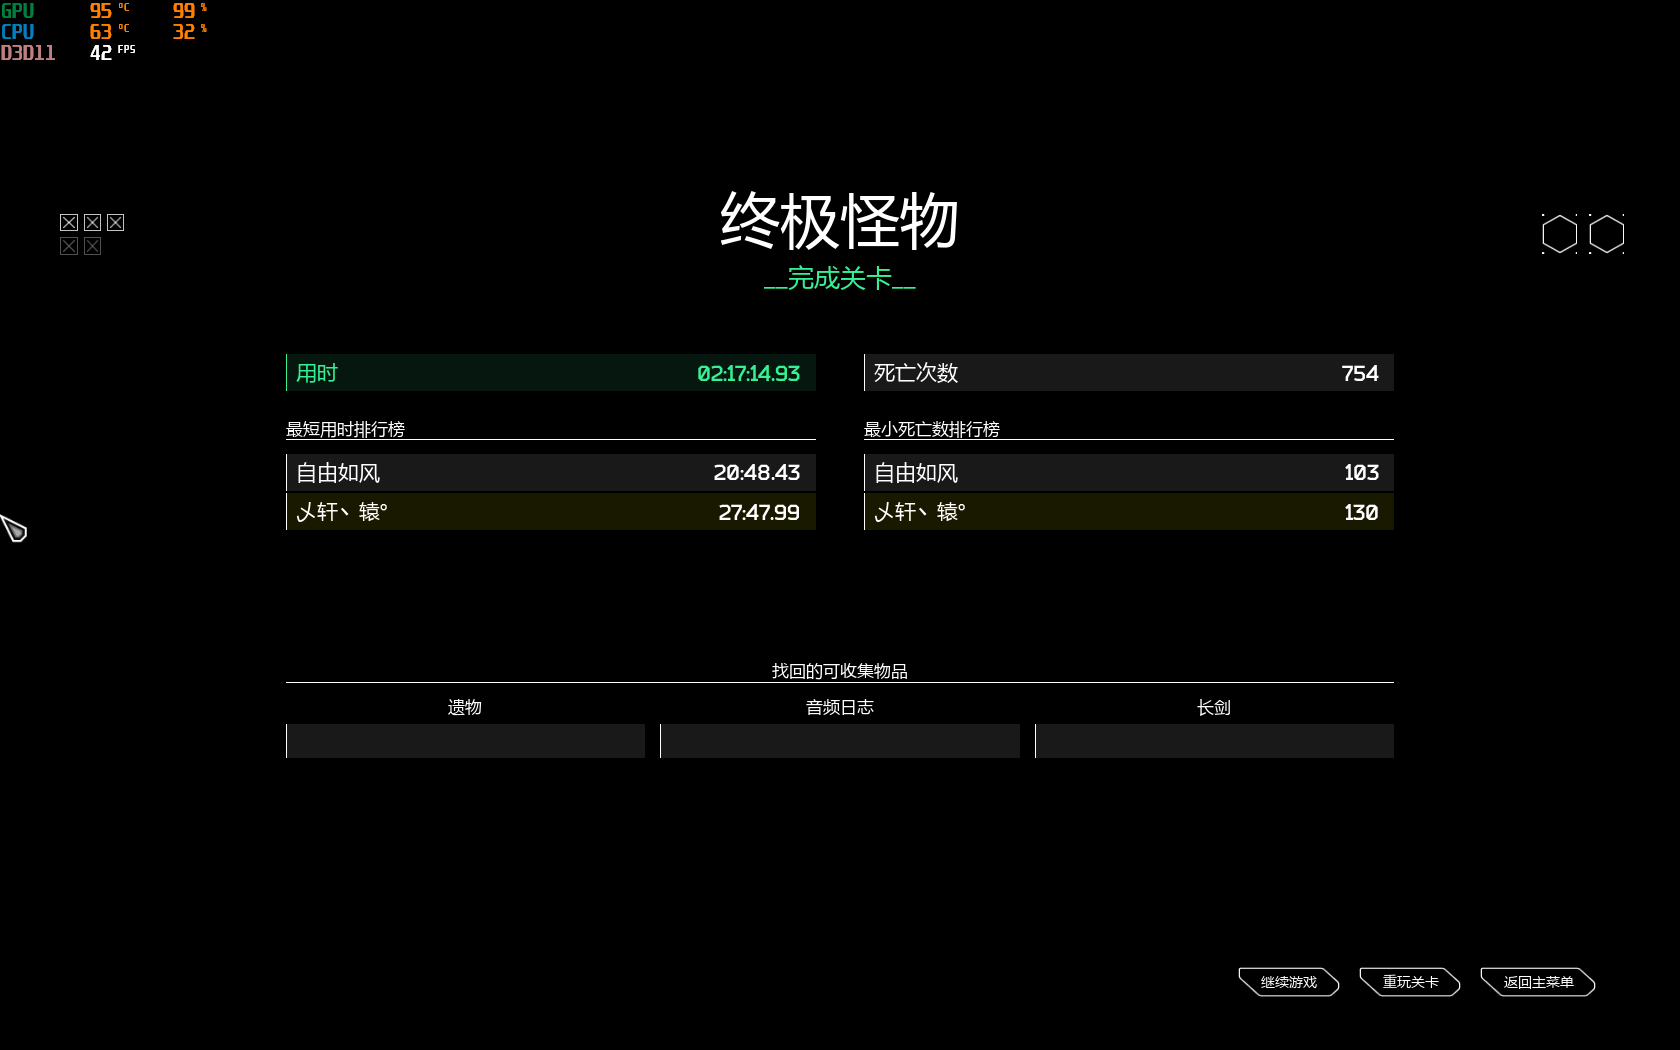 GPU 95 °C 99 %
CPU 63 °C 32 %
D3D11 42 FPS
终极怪物
__完成关卡__
用时 02:17:14.93
死亡次数 754
最短用时排行榜
自由如风 20:48.43
乄轩丶辕° 27:47.99
最小死亡数排行榜
自由如风 103
乄轩丶辕° 130
找回的可收集物品
遗物 音频日志 长剑
继续游戏 重玩关卡 返回主菜单